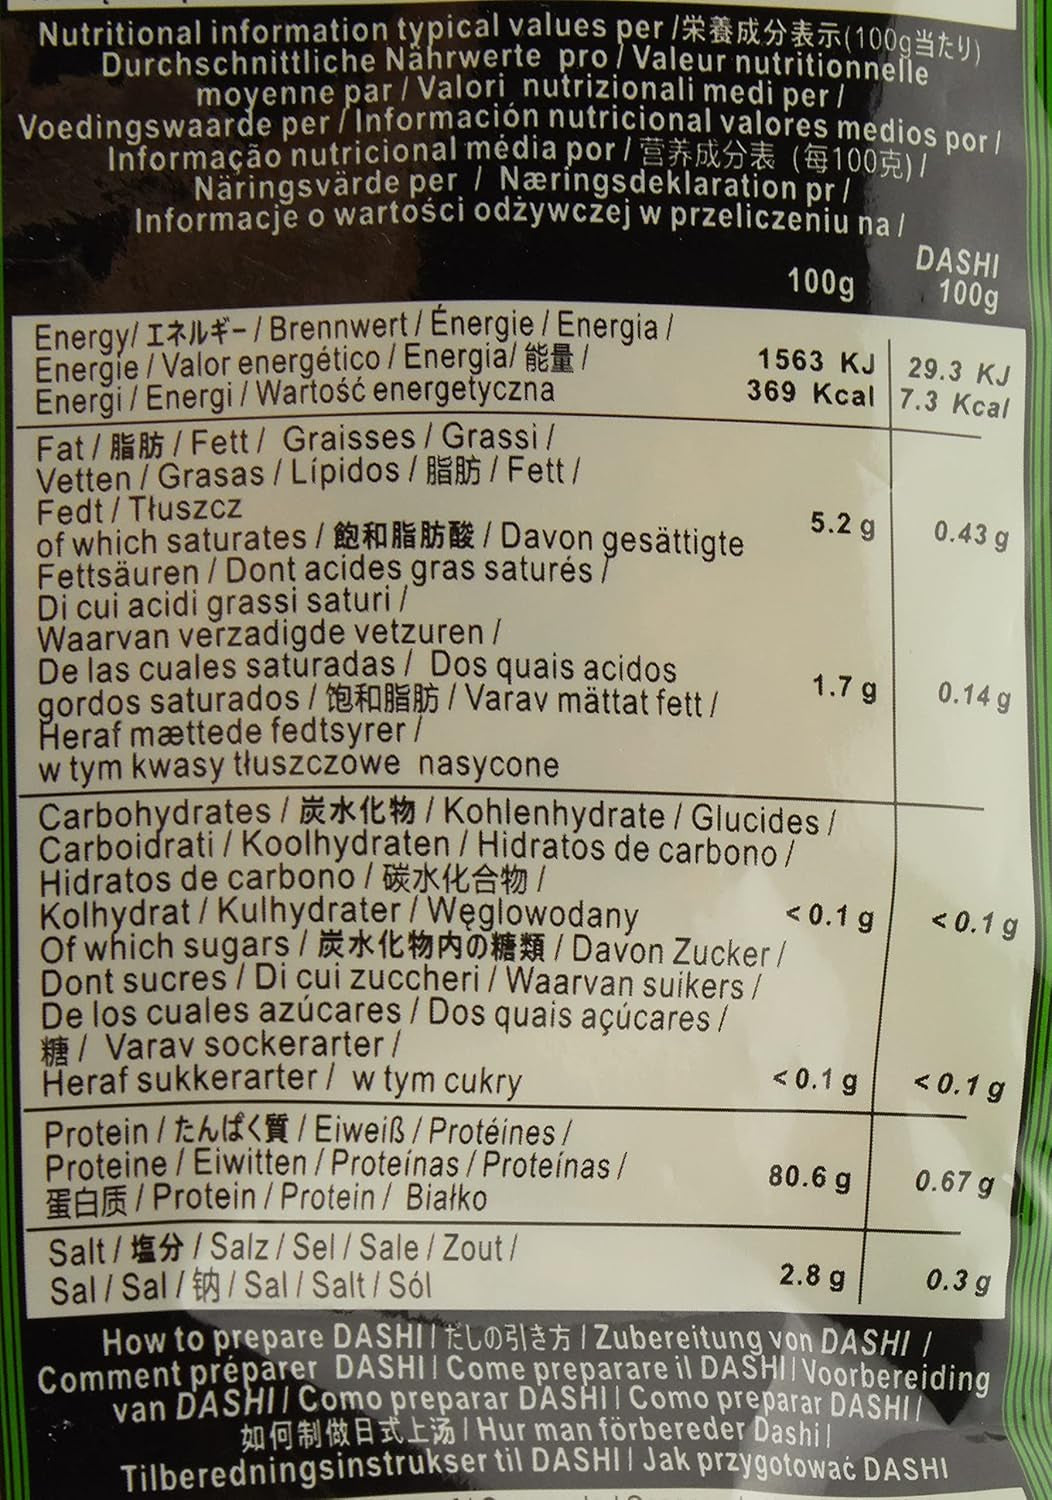 Nutritional information typical values per /栄養成分表示(100g当たり)
Durchschnittliche Nährwerte pro / Valeur nutritionnelle
moyenne par / Valori nutrizionali medi per /
Voedingswaarde per / Información nutricional valores medios por /
Informação nutricional média por / 营养成分表 (每100克) /
Näringsvärde per / Næringsdeklaration pr /
Informacje o wartości odżywczej w przeliczeniu na /
100g
DASHI
100g
Energy/ エネルギー / Brennwert / Énergie / Energia /
Energie / Valor energético / Energia/ 能量 /
Energi / Energi / Wartość energetyczna
1563 KJ
369 Kcal
29.3 KJ
7.3 Kcal
Fat / 脂肪 / Fett / Graisses / Grassi /
Vetten / Grasas / Lípidos / 脂肪 / Fett /
Fedt / Tłuszcz
5.2 g
0.43 g
of which saturates / 飽和脂肪酸 / Davon gesättigte
Fettsäuren / Dont acides gras saturés /
Di cui acidi grassi saturi /
Waarvan verzadigde vetzuren /
De las cuales saturadas / Dos quais acidos
gordos saturados / 饱和脂肪 / Varav mättat fett /
Heraf mættede fedtsyrer /
w tym kwasy tłuszczowe nasycone
1.7 g
0.14 g
Carbohydrates / 炭水化物 / Kohlenhydrate / Glucides /
Carboidrati / Koolhydraten / Hidratos de carbono /
Hidratos de carbono / 碳水化合物 /
Kolhydrat / Kulhydrater / Węglowodany
< 0.1 g
< 0.1 g
Of which sugars / 炭水化物内の糖類 / Davon Zucker /
Dont sucres / Di cui zuccheri / Waarvan suikers /
De los cuales azúcares / Dos quais açúcares /
糖 / Varav sockerarter /
Heraf sukkerarter / w tym cukry
< 0.1 g
< 0.1 g
Protein / たんぱく質 / Eiweiß / Protéines /
Proteine / Eiwitten / Proteínas / Proteínas /
蛋白质 / Protein / Protein / Białko
80.6 g
0.67 g
Salt / 塩分 / Salz / Sel / Sale / Zout /
Sal / Sal / 钠 / Sal / Salt / Sól
2.8 g
0.3 g
How to prepare DASHI | だしの引き方 | Zubereitung von DASHI /
Comment préparer DASHI | Come preparare il DASHI | Voorbereiding
van DASHI / Como preparar DASHI | Como preparar DASHI |
如何制做日式上汤 | Hur man förbereder Dashi |
Tilberedningsinstrukser til DASHI | Jak przygotować DASHI